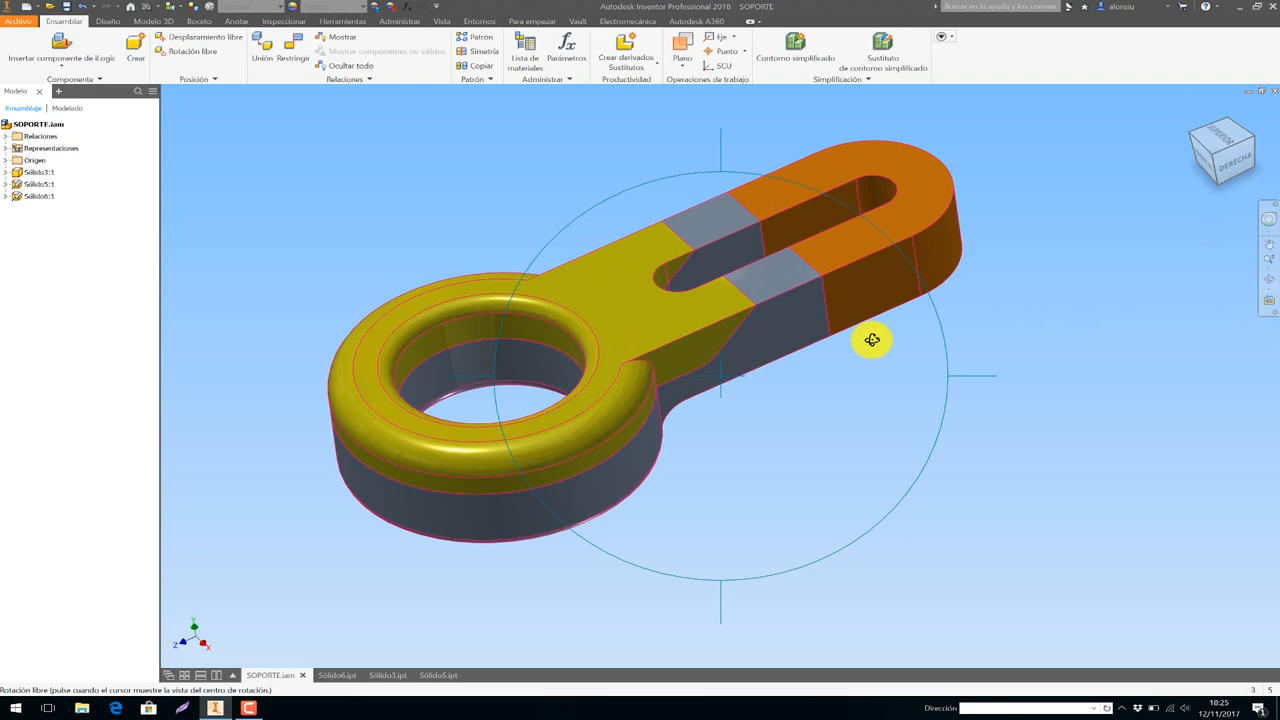 Autodesk Inventor Professional 2018   SOPORTE
Buscar en la ayuda y los coman
alonsiu
Archivo
Ensamblar
Diseño
Modelo 3D
Boceto
Anotar
Inspeccionar
Herramientas
Administrar
Vista
Entornos
Para empezar
Vault
Electromecánica
Autodesk A360
Insertar componente de iLogic
Crear
Componente
Desplazamiento libre
Rotación libre
Posición
Unión
Restringir
Mostrar
Mostrar componentes no válidos
Ocultar todo
Relaciones
Patrón
Simetría
Copiar
Patrón
Lista de
materiales
Parámetros
Administrar
Crear derivados
Sustitutos
Productividad
Plano
Eje
Punto
SCU
Operaciones de trabajo
Contorno simplificado
Sustituto
de contorno simplificado
Simplificación
Modelo
Ensamblaje
Modelado
SOPORTE.iam
Relaciones
Representaciones
Origen
Sólido3:1
Sólido5:1
Sólido6:1
SUPERIOR
DERECHA
Y
Z
X
SOPORTE.iam
Sólido6.ipt
Sólido3.ipt
Sólido5.ipt
Rotación libre (pulse cuando el cursor muestre la vista del centro de rotación.)
3
5
Dirección
18:25
12/11/2017